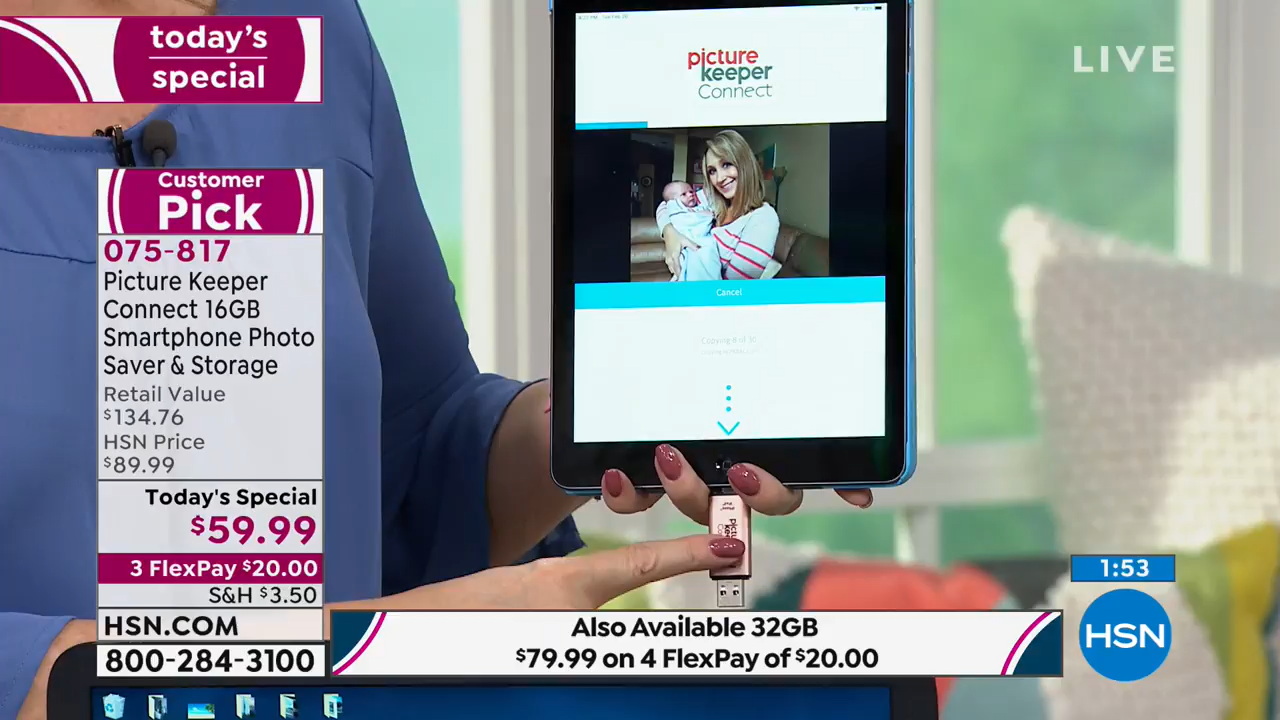 today's
special
LIVE
picture
keeper
Connect
Cancel
Customer
Pick
075-817
Picture Keeper
Connect 16GB
Smartphone Photo
Saver & Storage
Retail Value
$134.76
HSN Price
$89.99
Today's Special
$59.99
3 FlexPay $20.00
S&H $3.50
HSN.COM
800-284-3100
Also Available 32GB
$79.99 on 4 FlexPay of $20.00
1:53
HSN